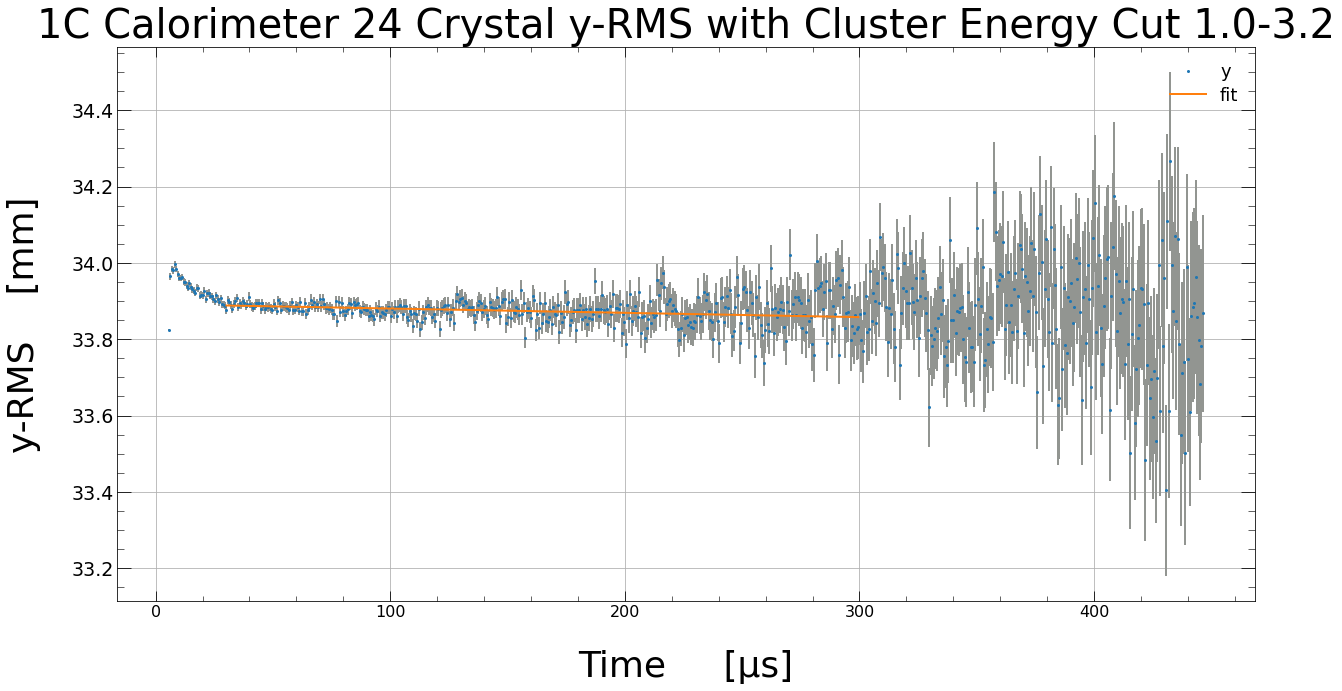 1C Calorimeter 24 Crystal y-RMS with Cluster Energy Cut 1.0-3.2
y
fit
34.4
34.2
34.0
33.8
33.6
33.4
33.2
y-RMS [mm]
0 100 200 300 400
Time [µs]